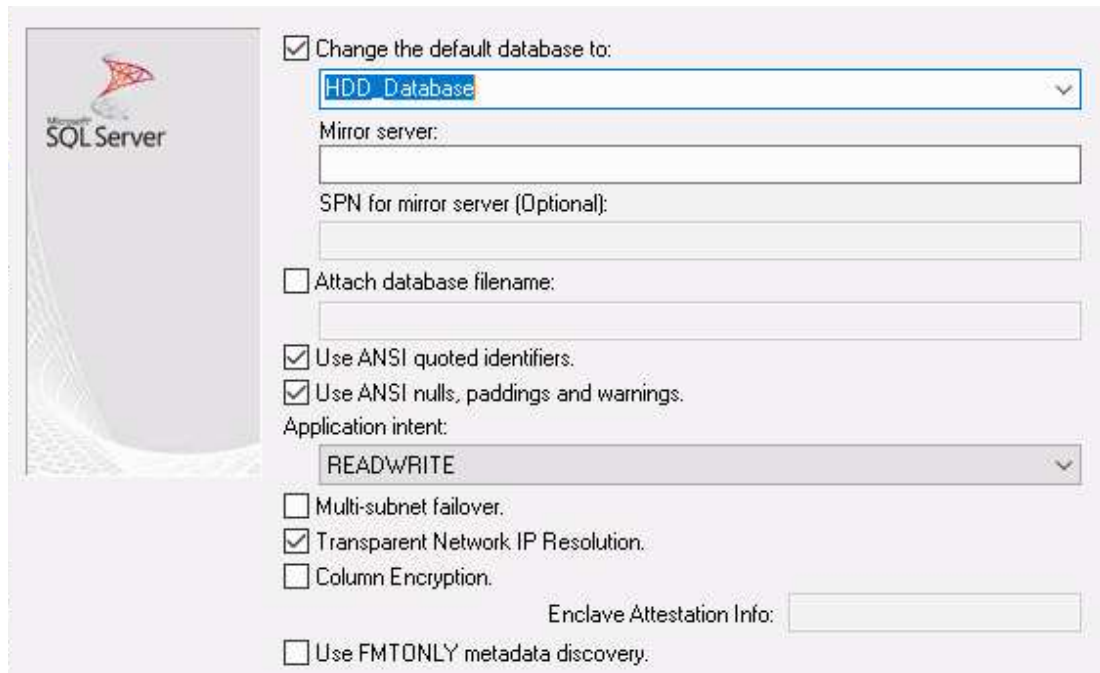 Microsoft
SQL Server
Change the default database to:
HDD_Database
Mirror server:
SPN for mirror server (Optional):
Attach database filename:
Use ANSI quoted identifiers.
Use ANSI nulls, paddings and warnings.
Application intent:
READWRITE
Multi-subnet failover.
Transparent Network IP Resolution.
Column Encryption.
Enclave Attestation Info:
Use FMTONLY metadata discovery.